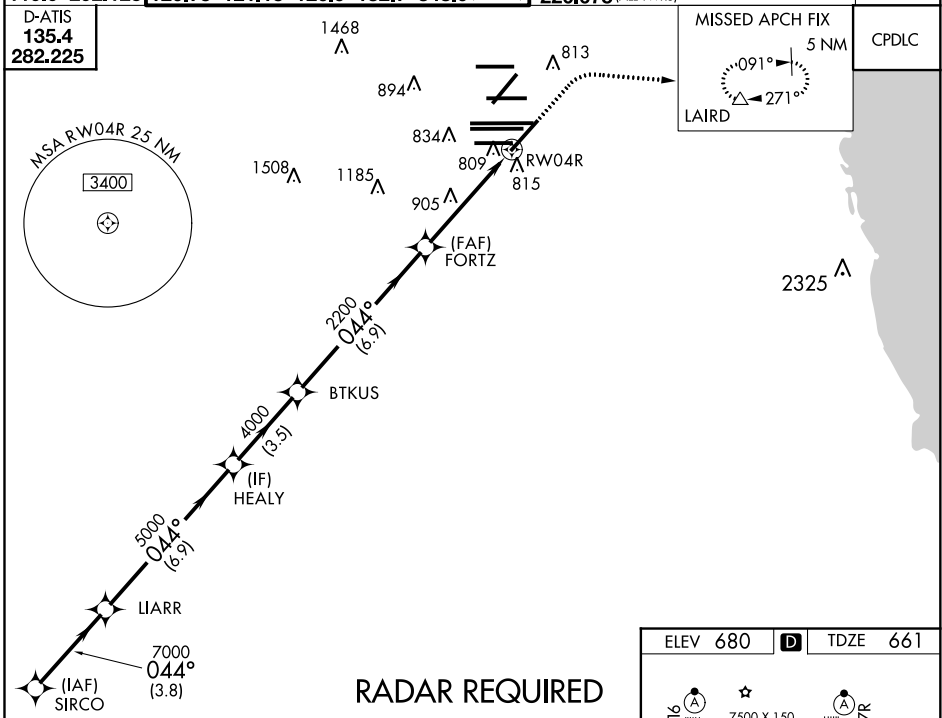 D-ATIS
135.4
282.225
1468
813
MISSED APCH FIX
5 NM
091°
271°
LAIRD
CPDLC
894
834
809
RW04R
815
MSA RW04R 25 NM
3400
1508
1185
905
(FAF)
FORTZ
2325
2200
044°
(6.9)
BTKUS
4000
(3.5)
(IF)
HEALY
5000
044°
(6.9)
LIARR
7000
044°
(3.8)
(IAF)
SIRCO
RADAR REQUIRED
ELEV 680 D TDZE 661
A
A
7500 X 150